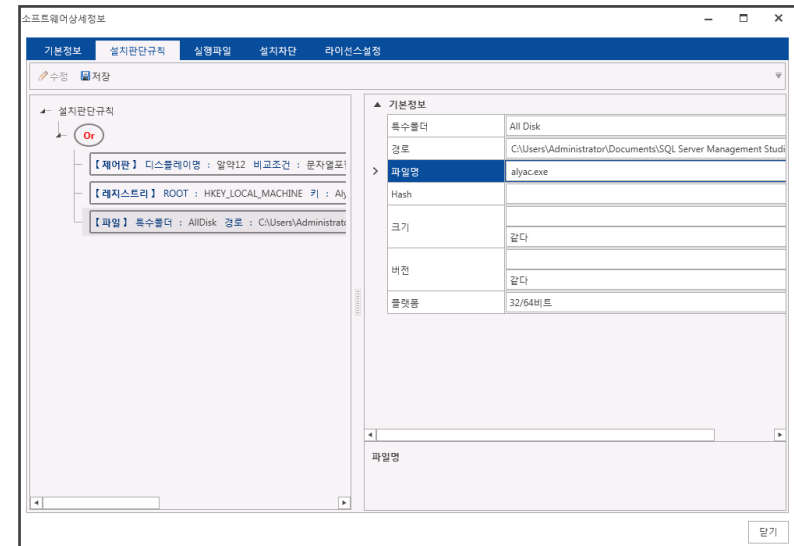 소프트웨어상세정보
기본정보 설치판단규칙 실행파일 설치차단 라이선스설정
수정 저장
설치판단규칙
Or
【 제어판 】 디스플레이명 : 알약12 비교조건 : 문자열포함
【 레지스트리 】 ROOT : HKEY_LOCAL_MACHINE 키 : Aly
【 파일 】 특수폴더 : AllDisk 경로 : C:\Users\Administrato
기본정보
특수폴더 All Disk
경로 C:\Users\Administrator\Documents\SQL Server Management Studi
파일명 alyac.exe
Hash
크기
같다
버전
같다
플랫폼 32/64비트
파일명
닫기